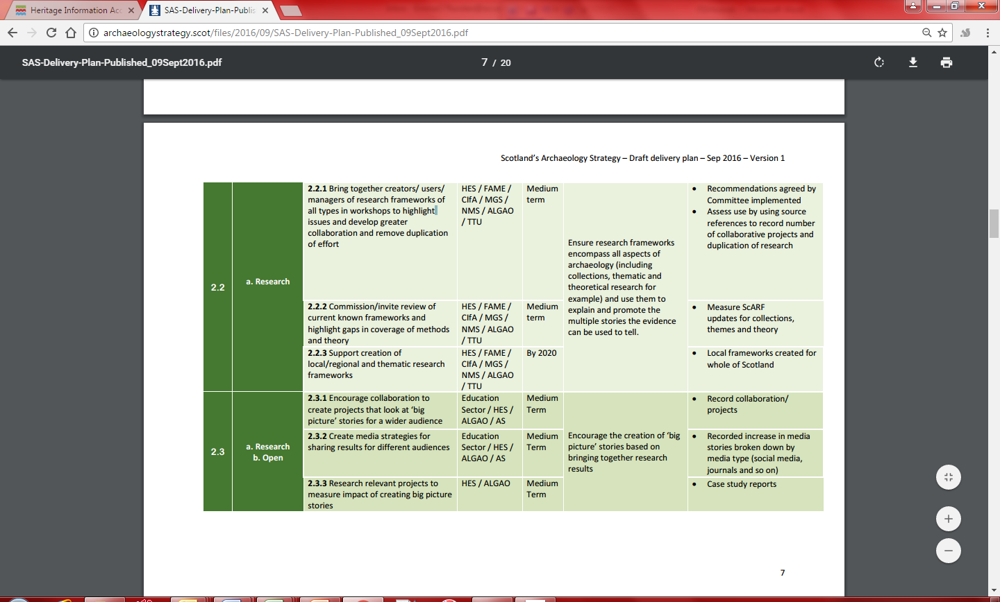 Heritage Information Acc
SAS-Delivery-Plan-Publis
archaeologystrategy.scot/files/2016/09/SAS-Delivery-Plan-Published_09Sept2016.pdf
SAS-Delivery-Plan-Published_09Sept2016.pdf
7 / 20
Scotland's Archaeology Strategy – Draft delivery plan – Sep 2016 – Version 1
2.2
a. Research
2.2.1 Bring together creators/ users/
managers of research frameworks of
all types in workshops to highlight
issues and develop greater
collaboration and remove duplication
of effort
HES / FAME /
CIfA / MGS /
NMS / ALGAO
/ TTU
Medium
term
Ensure research frameworks
encompass all aspects of
archaeology (including
collections, thematic and
theoretical research for
example) and use them to
explain and promote the
multiple stories the evidence
can be used to tell.
• Recommendations agreed by
Committee implemented
• Assess use by using source
references to record number
of collaborative projects and
duplication of research
2.2.2 Commission/invite review of
current known frameworks and
highlight gaps in coverage of methods
and theory
HES / FAME /
CIfA / MGS /
NMS / ALGAO
/ TTU
Medium
term
• Measure ScARF
updates for collections,
themes and theory
2.2.3 Support creation of
local/regional and thematic research
frameworks
HES / FAME /
CIfA / MGS /
NMS / ALGAO
/ TTU
By 2020
• Local frameworks created for
whole of Scotland
2.3
a. Research
b. Open
2.3.1 Encourage collaboration to
create projects that look at 'big
picture' stories for a wider audience
Education
Sector / HES /
ALGAO / AS
Medium
Term
Encourage the creation of 'big
picture' stories based on
bringing together research
results
• Record collaboration/
projects
2.3.2 Create media strategies for
sharing results for different audiences
Education
Sector / HES /
ALGAO / AS
Medium
Term
• Recorded increase in media
stories broken down by
media type (social media,
journals and so on)
2.3.3 Research relevant projects to
measure impact of creating big picture
stories
HES / ALGAO
Medium
Term
• Case study reports
7